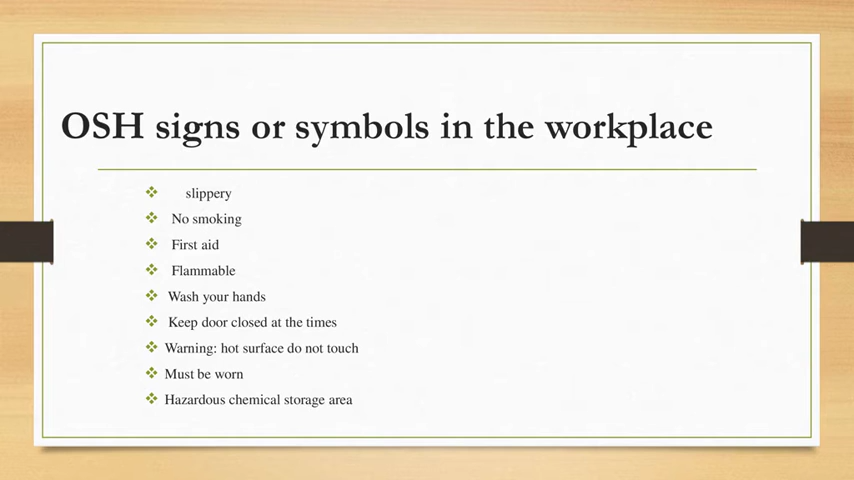 OSH signs or symbols in the workplace
❖ slippery
❖ No smoking
❖ First aid
❖ Flammable
❖ Wash your hands
❖ Keep door closed at the times
❖ Warning: hot surface do not touch
❖ Must be worn
❖ Hazardous chemical storage area